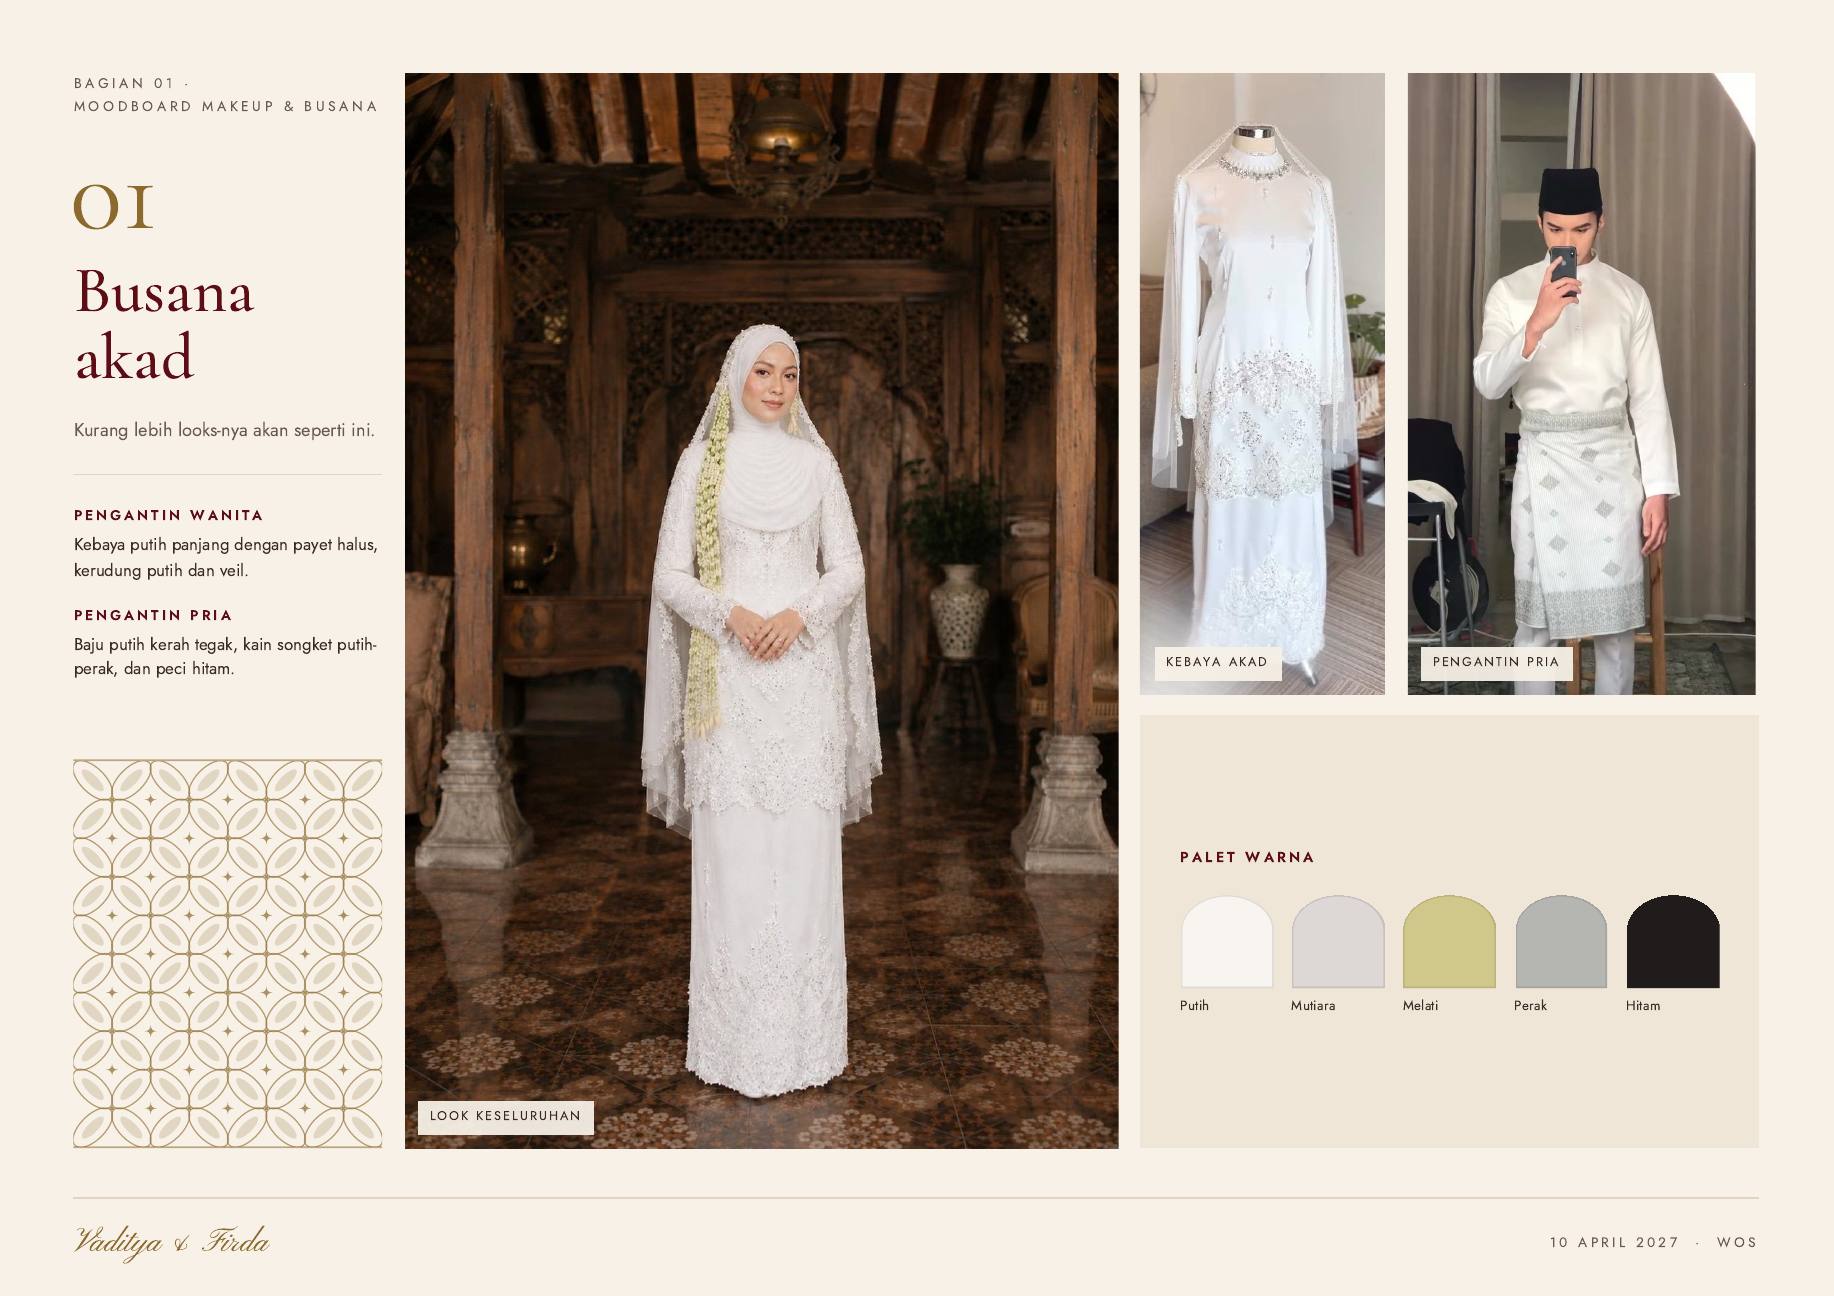 BAGIAN 01 ·
MOODBOARD MAKEUP & BUSANA
01
Busana
akad
Kurang lebih looks-nya akan seperti ini.
PENGANTIN WANITA
Kebaya putih panjang dengan payet halus,
kerudung putih dan veil.
PENGANTIN PRIA
Baju putih kerah tegak, kain songket putih-
perak, dan peci hitam.
LOOK KESELURUHAN
KEBAYA AKAD
PENGANTIN PRIA
PALET WARNA
Putih
Mutiara
Melati
Perak
Hitam
Vaditya & Firda
10 APRIL 2027 · WOS